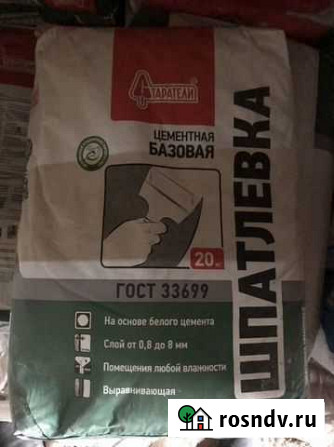 СТАРАТЕЛИ
ЦЕМЕНТНАЯ
БАЗОВАЯ
ШПАТЛЕВКА
20 кг
ГОСТ 33699
На основе белого цемента
Слой от 0,8 до 8 мм
Помещения любой влажности
Выравнивающая
rosndv.ru